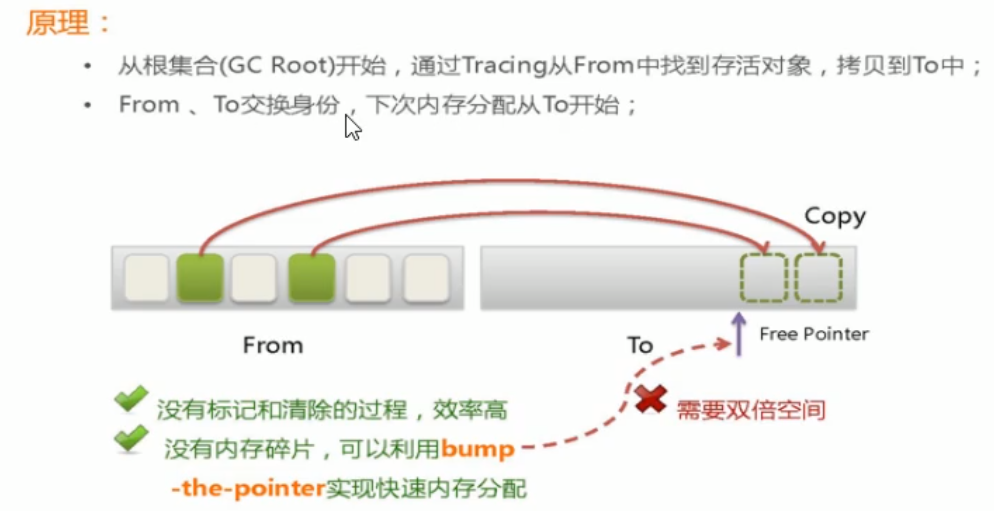 原理：
• 从根集合(GC Root)开始，通过Tracing从From中找到存活对象，拷贝到To中；
• From 、To交换身份，下次内存分配从To开始；
Copy
From
To
Free Pointer
没有标记和清除的过程，效率高
需要双倍空间
没有内存碎片，可以利用bump
-the-pointer实现快速内存分配